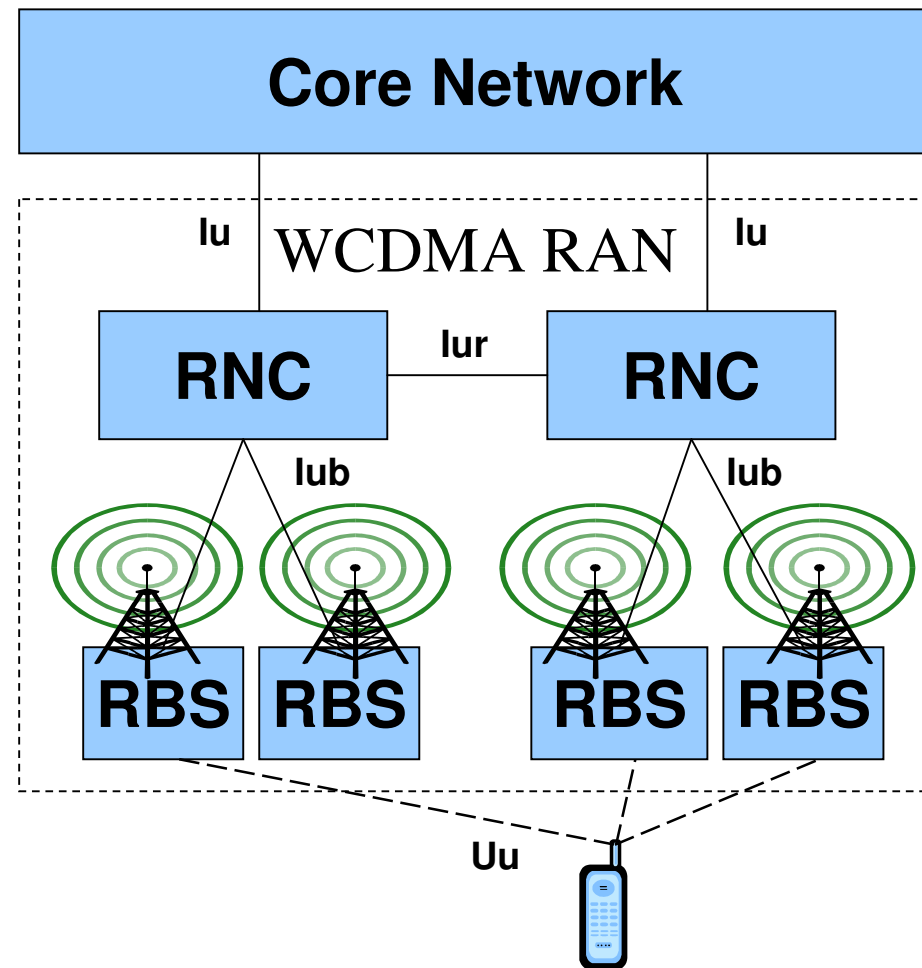 Core Network
Iu
WCDMA RAN
Iu
RNC
Iur
RNC
Iub
Iub
RBS
RBS
RBS
RBS
Uu